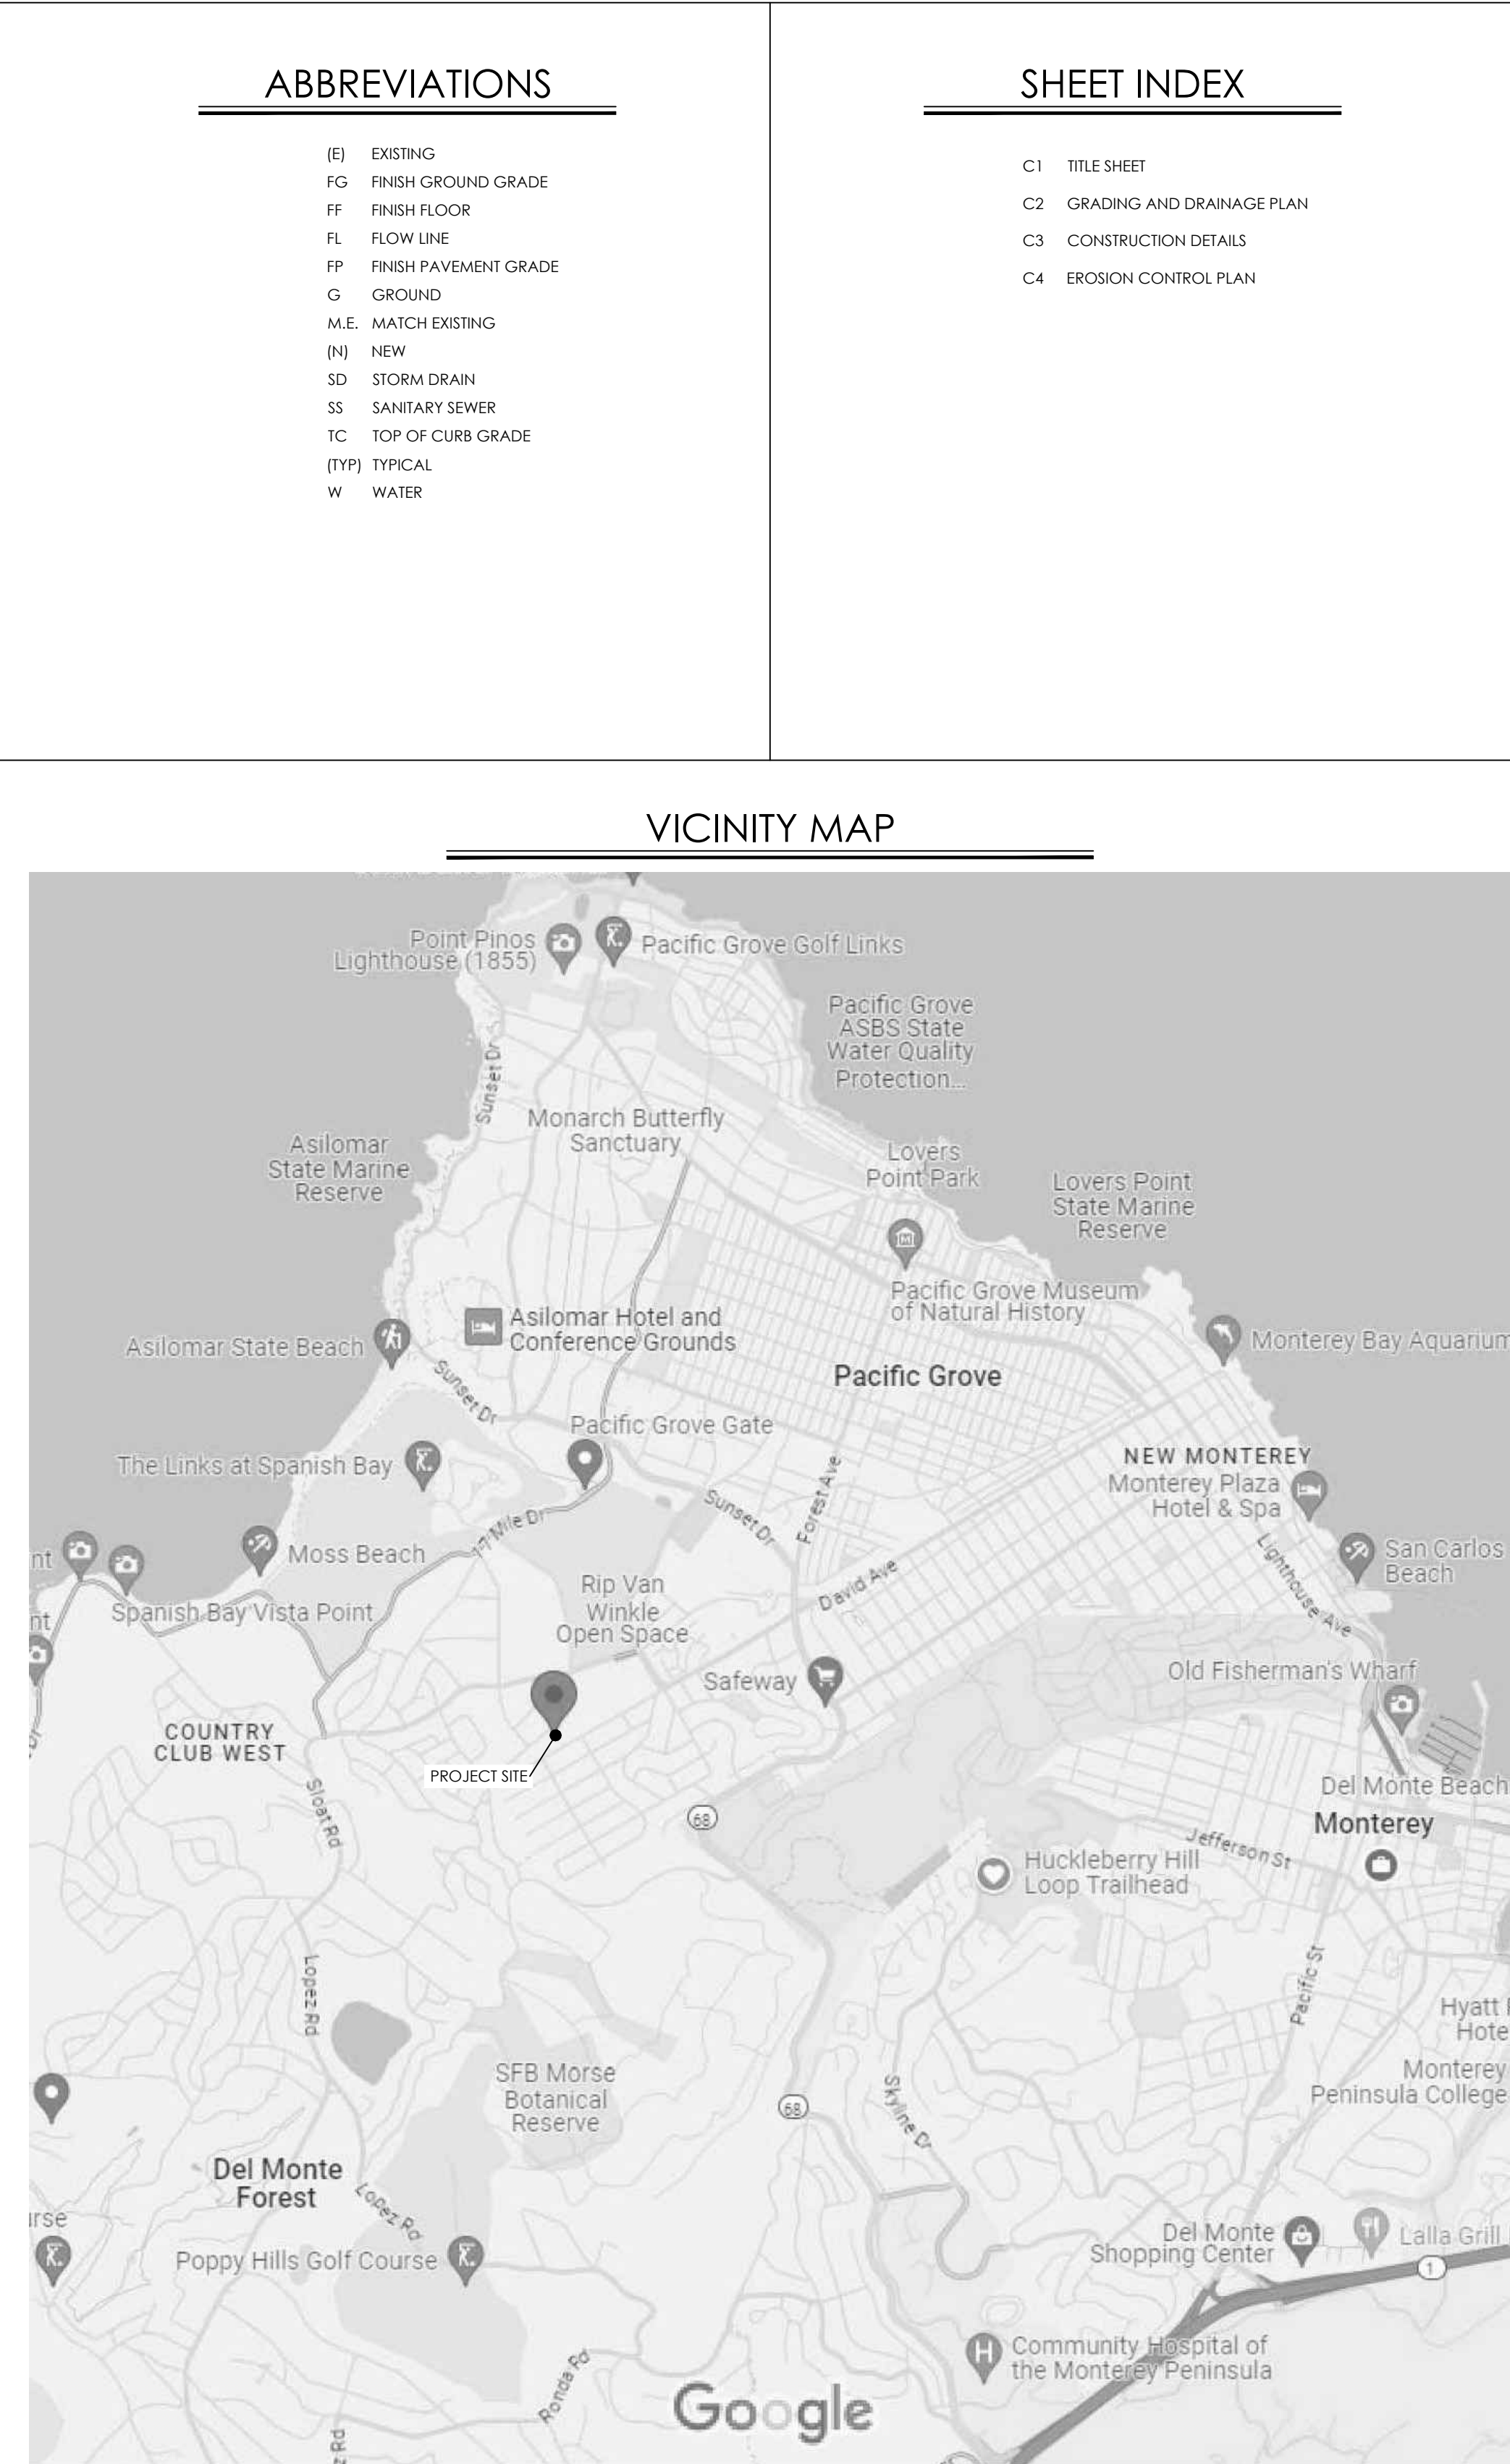 ABBREVIATIONS
(E) EXISTING
FG FINISH GROUND GRADE
FF FINISH FLOOR
FL FLOW LINE
FP FINISH PAVEMENT GRADE
G GROUND
M.E. MATCH EXISTING
(N) NEW
SD STORM DRAIN
SS SANITARY SEWER
TC TOP OF CURB GRADE
(TYP) TYPICAL
W WATER
SHEET INDEX
C1 TITLE SHEET
C2 GRADING AND DRAINAGE PLAN
C3 CONSTRUCTION DETAILS
C4 EROSION CONTROL PLAN
VICINITY MAP
Point Pinos
Lighthouse (1855)
Pacific Grove Golf Links
Pacific Grove
ASBS State
Water Quality
Protection...
Sunset Dr
Monarch Butterfly
Sanctuary
Asilomar
State Marine
Reserve
Lovers
Point Park
Lovers Point
State Marine
Reserve
Pacific Grove Museum
of Natural History
Asilomar Hotel and
Conference Grounds
Asilomar State Beach
Monterey Bay Aquarium
Sunset Dr
Pacific Grove
Pacific Grove Gate
The Links at Spanish Bay
NEW MONTEREY
Monterey Plaza
Hotel & Spa
Forest Ave
Sunset Dr
17 Mile Dr
nt
Moss Beach
San Carlos
Beach
Lighthouse Ave
David Ave
Rip Van
Winkle
Open Space
nt
Spanish Bay Vista Point
Safeway
Old Fisherman's Wharf
COUNTRY
CLUB WEST
PROJECT SITE
Dr
Sloat Rd
68
Del Monte Beach
Monterey
Jefferson St
Huckleberry Hill
Loop Trailhead
Lopez Rd
Pacific St
Hyatt
Hote
SFB Morse
Botanical
Reserve
68
Skyline Dr
Monterey
Peninsula College
Del Monte
Forest
Lopez Rd
urse
Poppy Hills Golf Course
Del Monte
Shopping Center
Lalla Grill
1
Community Hospital of
the Monterey Peninsula
Ronda Rd
Google
z Rd